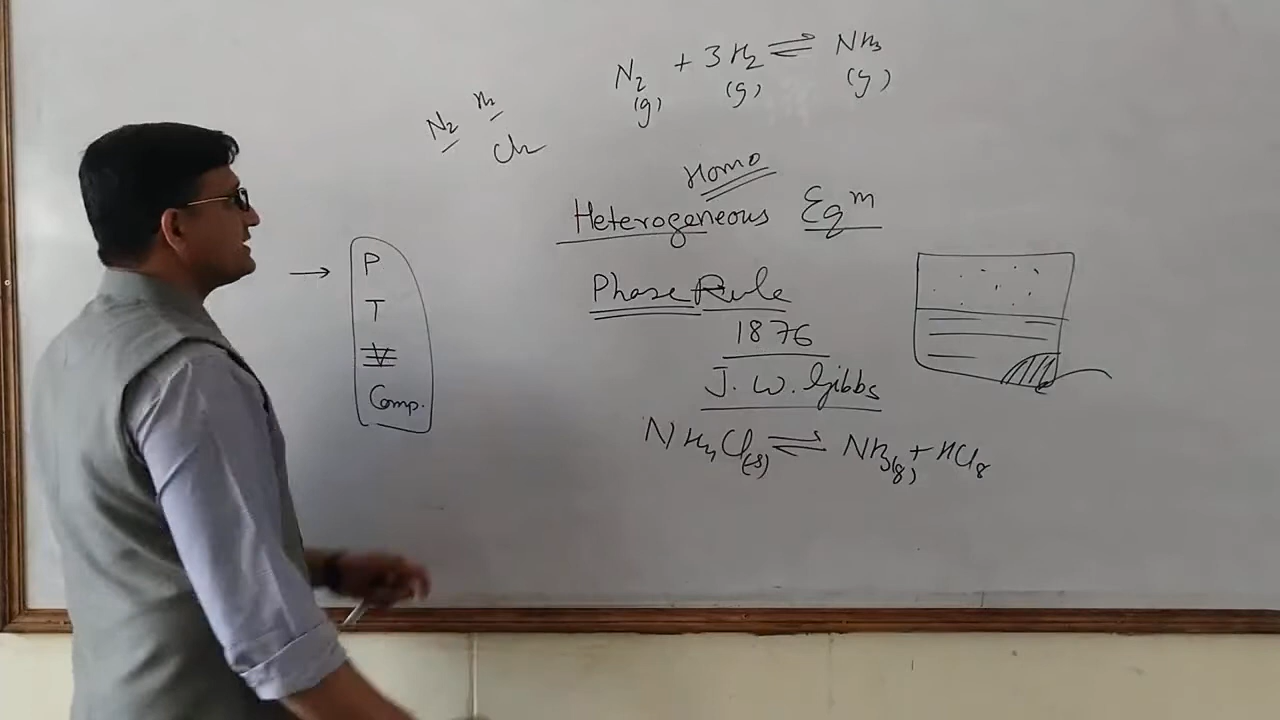 N₂ + 3H₂ ⇌ NH₃
(g) (g) (g)
N₂ H₂
Cl₂
Homo
Heterogeneous Eqᵐ
Phase Rule
1876
J. W. Gibbs
NH₄Cl(s) ⇌ NH₃(g) + HCl g
→ P
T
V
Comp.